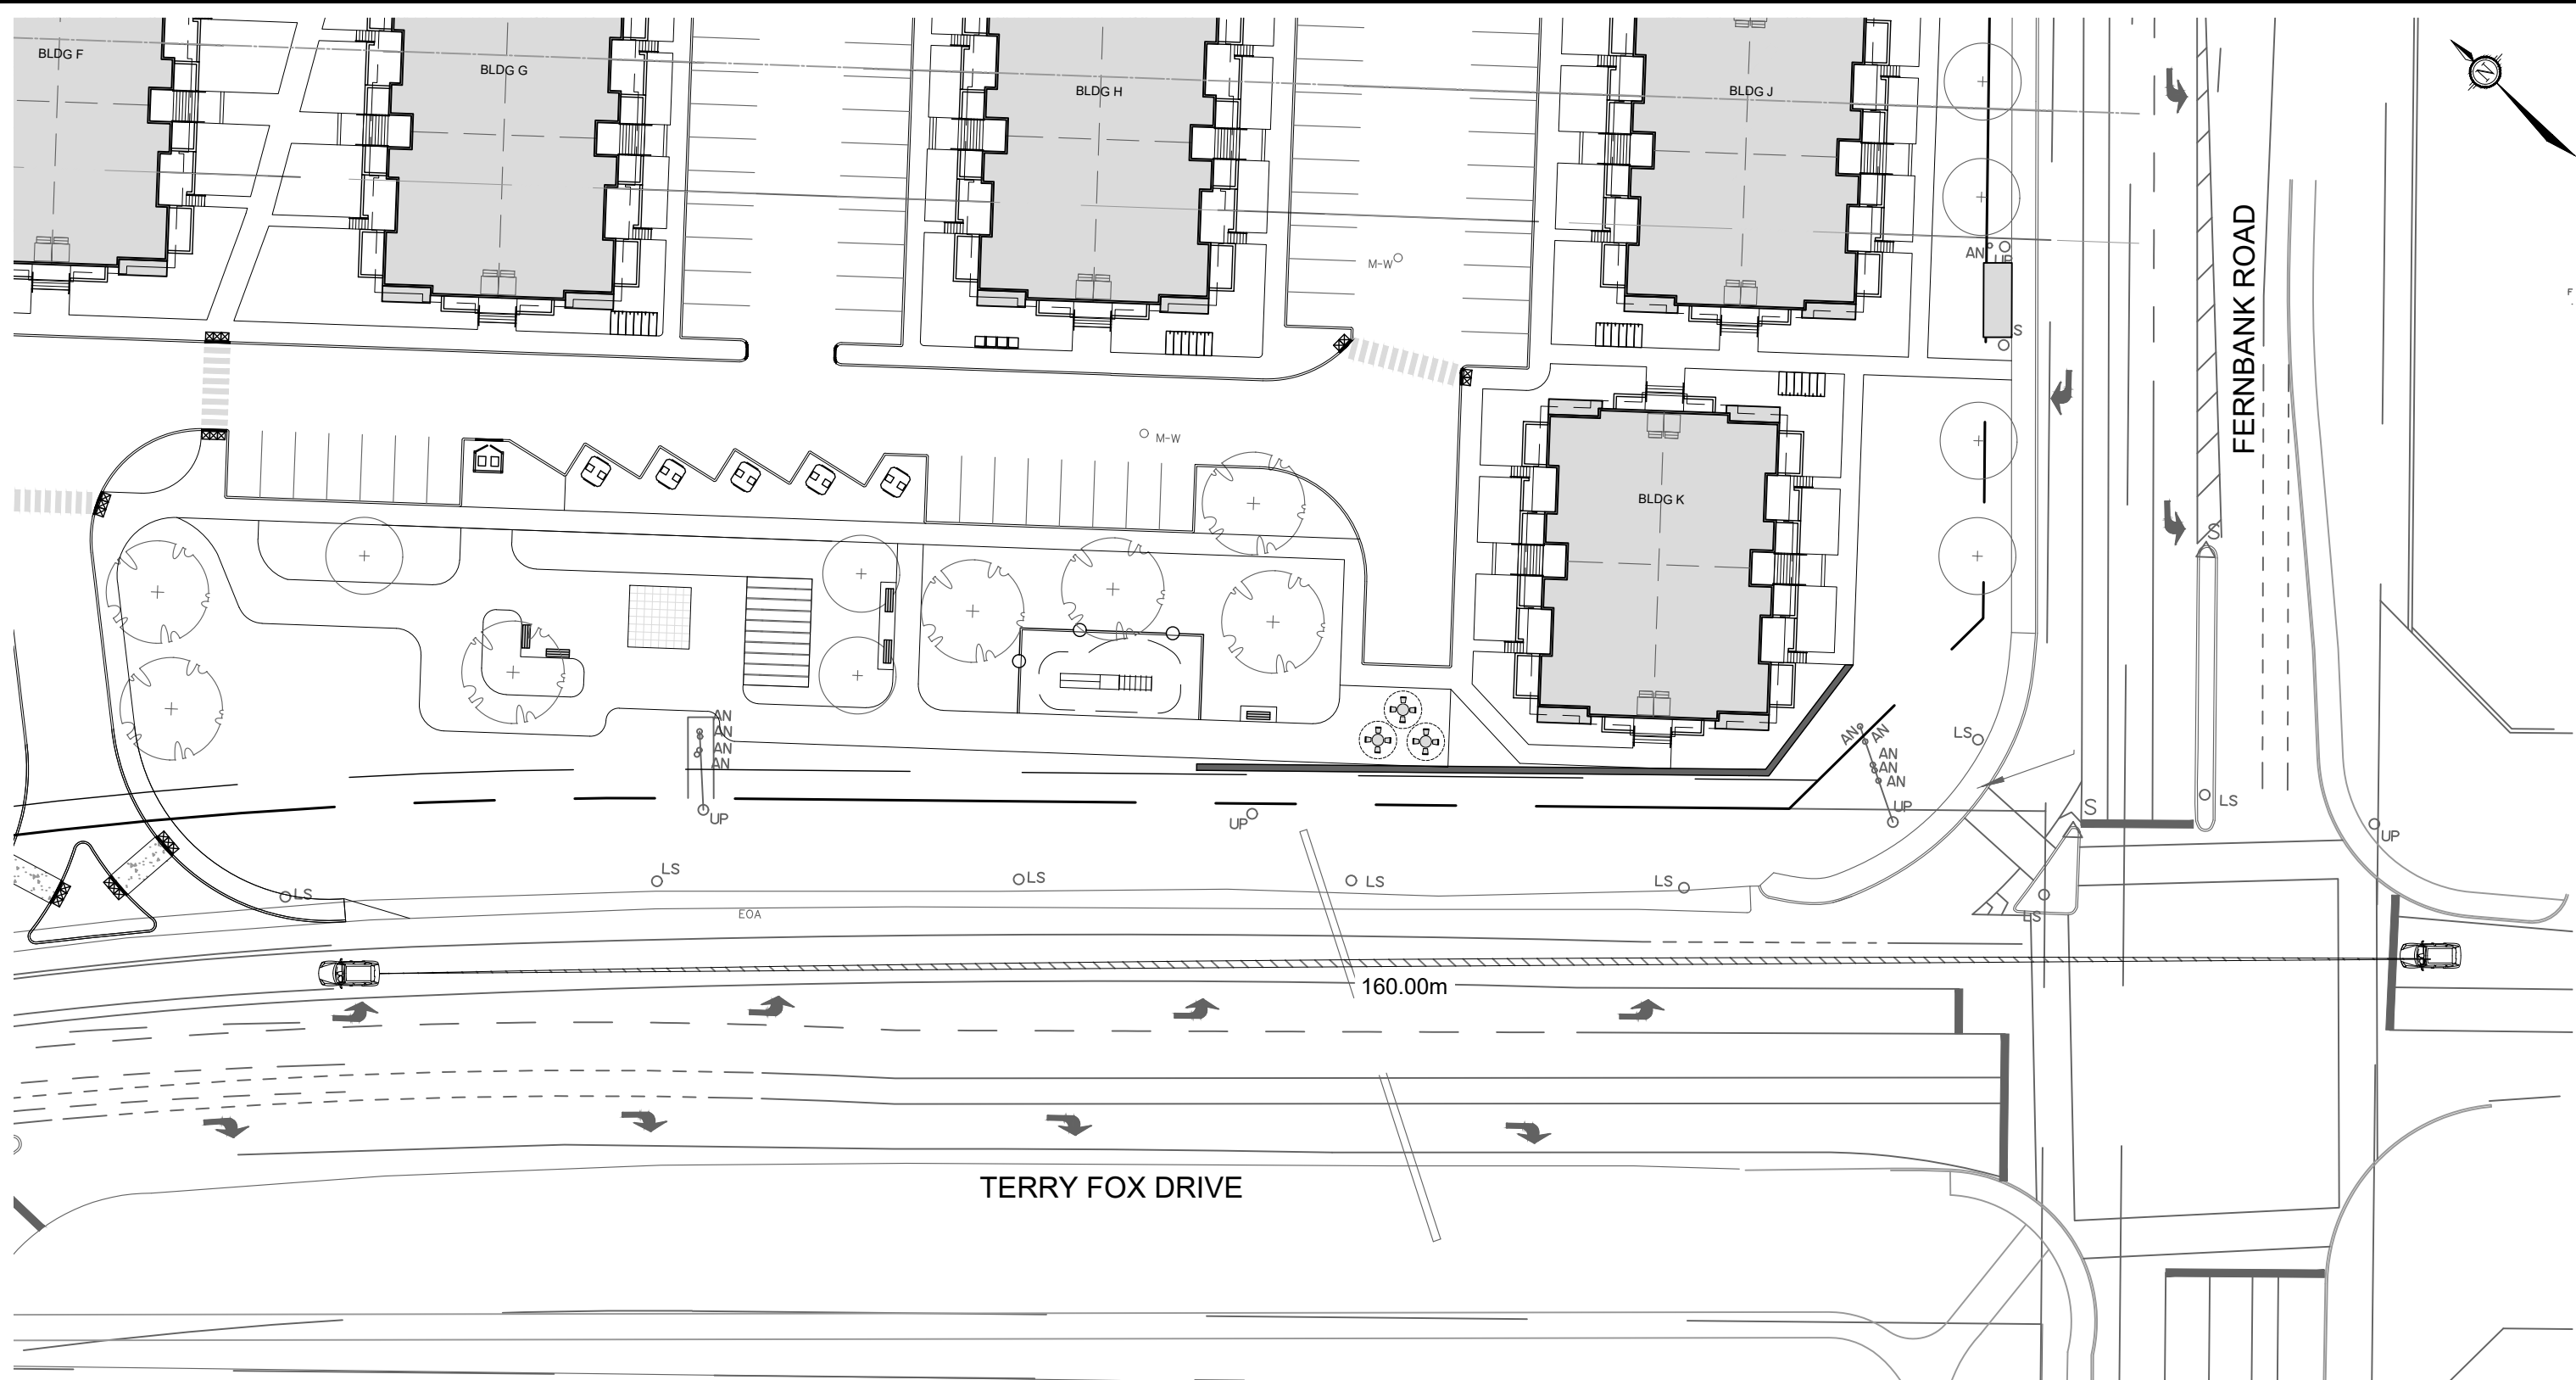 BLDG F
BLDG G
BLDG H
BLDG J
N
FERNBANK ROAD
AN
UP
S
M-W
M-W
BLDG K
S
AN
AN
AN
AN
UP
UP
AN
AN
AN
AN
AN
UP
LS
S
LS
UP
LS
LS
LS
LS
LS
LS
EOA
160.00m
TERRY FOX DRIVE
F